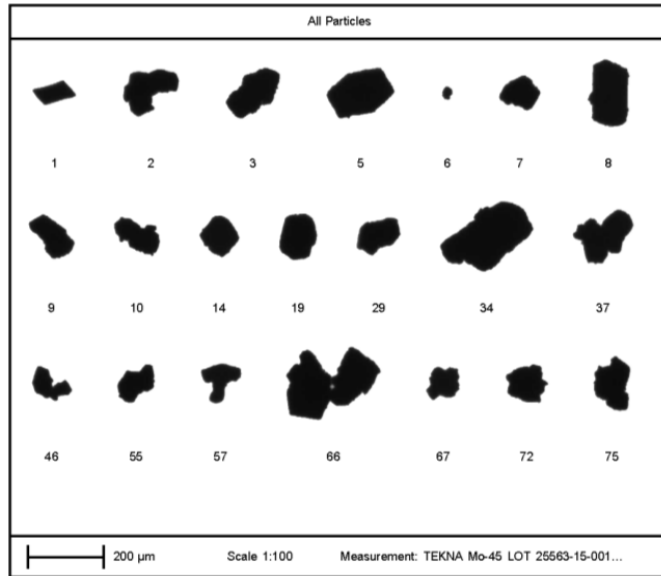 All Particles
1 2 3 5 6 7 8
9 10 14 19 29 34 37
46 55 57 66 67 72 75
200 µm Scale 1:100 Measurement: TEKNA Mo-45 LOT 25563-15-001...